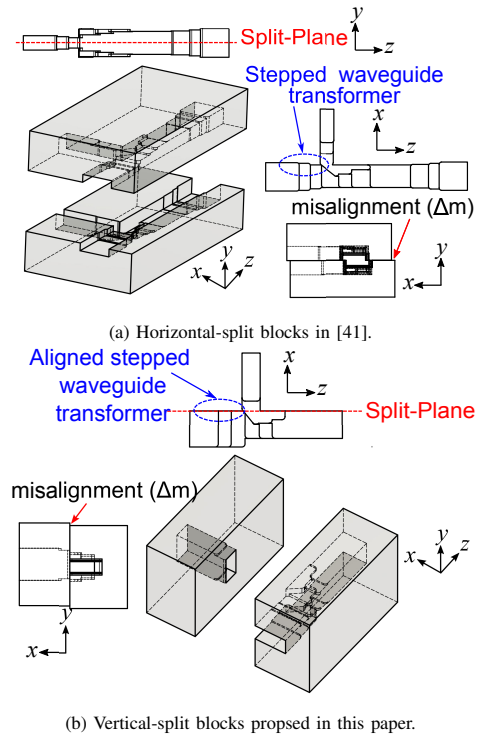 Split-Plane
y
z
Stepped waveguide
transformer
x
z
misalignment (Δm)
y
x
z
y
x
(a) Horizontal-split blocks in [41].
Aligned stepped
waveguide
transformer
x
z
Split-Plane
misalignment (Δm)
y
x
y
x
z
(b) Vertical-split blocks propsed in this paper.